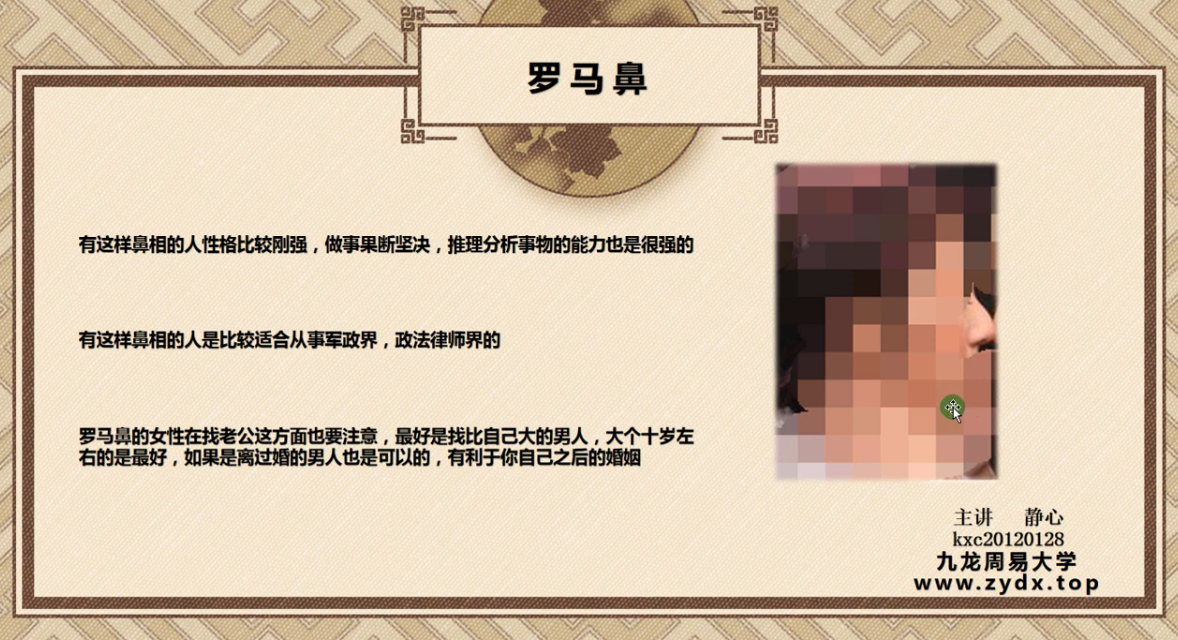 罗马鼻
有这样鼻相的人性格比较刚强，做事果断坚决，推理分析事物的能力也是很强的
有这样鼻相的人是比较适合从事军政界，政法律师界的
罗马鼻的女性在找老公这方面也要注意，最好是找比自己大的男人，大个十岁左
右的是最好，如果是离过婚的男人也是可以的，有利于你自己之后的婚姻
主讲 静心
kxc20120128
九龙周易大学
www.zydx.top